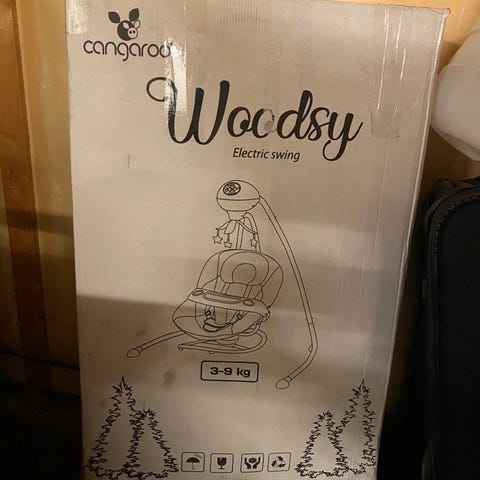 cangaroo
Woodsy
Electric swing
3-9 kg